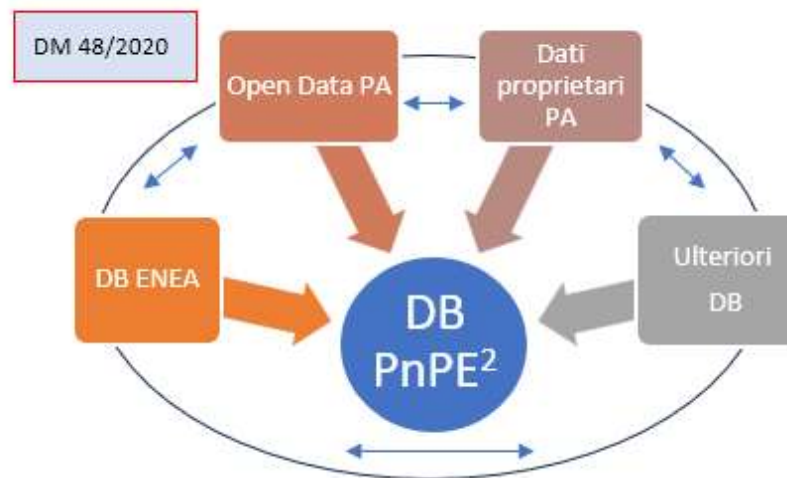 DM 48/2020
Open Data PA
Dati
proprietari
PA
DB ENEA
Ulteriori
DB
DB
PnPE²